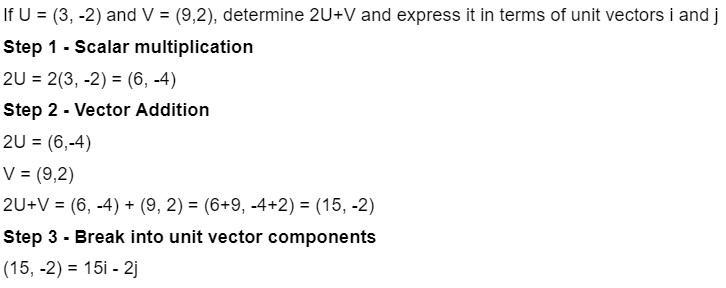 If U = (3, -2) and V = (9,2), determine 2U+V and express it in terms of unit vectors i and j
Step 1 - Scalar multiplication
2U = 2(3, -2) = (6, -4)
Step 2 - Vector Addition
2U = (6,-4)
V = (9,2)
2U+V = (6, -4) + (9, 2) = (6+9, -4+2) = (15, -2)
Step 3 - Break into unit vector components
(15, -2) = 15i - 2j